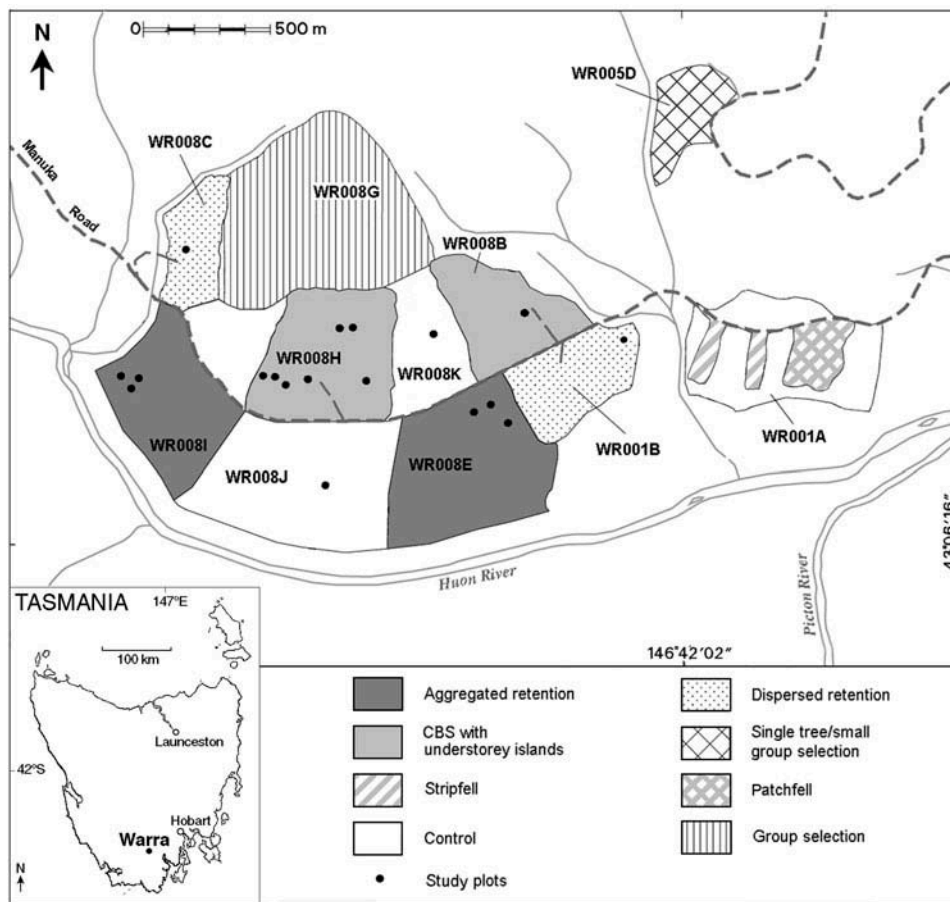 N
0 500 m
WR005D
WR008C
Manuka
Road
WR008G
WR008B
WR008H
WR008K
WR008I
WR008J
WR008E
WR001B
WR001A
Huon River
Picton River
43°06′16″
146°42′02″
TASMANIA
147°E
100 km
Launceston
42°S
Hobart
Warra
N
Aggregated retention
Dispersed retention
CBS with
understorey islands
Single tree/small
group selection
Stripfell
Patchfell
Control
Group selection
Study plots